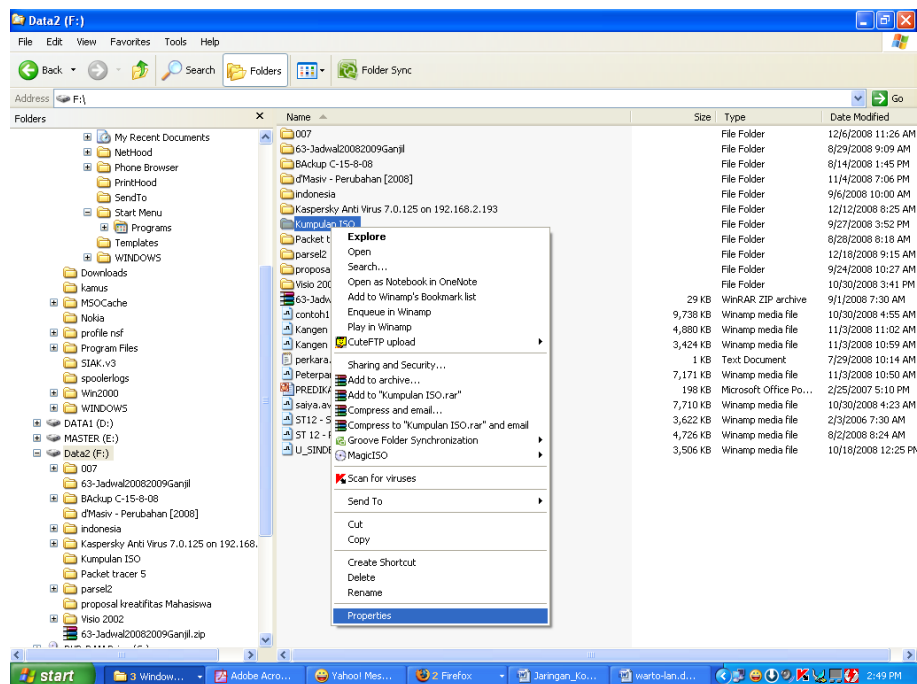 Data2 (F:)
File Edit View Favorites Tools Help
Back Search Folders Folder Sync
Address F:\ Go
Folders
My Recent Documents
NetHood
Phone Browser
PrintHood
SendTo
Start Menu
Programs
Templates
WINDOWS
Downloads
kamus
MSOCache
Nokia
profile nsf
Program Files
SIAK.v3
spoolerlogs
Win2000
WINDOWS
DATA1 (D:)
MASTER (E:)
Data2 (F:)
007
63-Jadwal20082009Ganjil
BAckup C-15-8-08
d'Masiv - Perubahan [2008]
indonesia
Kaspersky Anti Virus 7.0.125 on 192.168.
Kumpulan ISO
Packet tracer 5
parsel2
proposal kreatifitas Mahasiswa
Visio 2002
63-Jadwal20082009Ganjil.zip
Name Size Type Date Modified
007 File Folder 12/6/2008 11:26 AM
63-Jadwal20082009Ganjil File Folder 8/29/2008 9:09 AM
BAckup C-15-8-08 File Folder 8/14/2008 1:45 PM
d'Masiv - Perubahan [2008] File Folder 11/4/2008 7:06 PM
indonesia File Folder 9/6/2008 10:00 AM
Kaspersky Anti Virus 7.0.125 on 192.168.2.193 File Folder 12/12/2008 8:25 AM
Kumpulan ISO File Folder 9/27/2008 3:52 PM
Packet t File Folder 8/28/2008 8:18 AM
parsel2 File Folder 12/18/2008 9:15 AM
proposa File Folder 9/24/2008 10:27 AM
Visio 200 File Folder 10/30/2008 3:41 PM
63-Jadw 29 KB WinRAR ZIP archive 9/1/2008 7:30 AM
contoh1 9,738 KB Winamp media file 10/30/2008 4:55 AM
Kangen 4,880 KB Winamp media file 11/3/2008 11:02 AM
Kangen 3,424 KB Winamp media file 11/3/2008 10:59 AM
perkara. 1 KB Text Document 7/29/2008 10:14 AM
Peterpan 7,171 KB Winamp media file 11/3/2008 10:50 AM
PREDIKA 198 KB Microsoft Office Po... 2/25/2007 5:10 PM
saiya.av 7,710 KB Winamp media file 10/30/2008 4:23 AM
ST12 - S 3,622 KB Winamp media file 2/3/2006 7:30 AM
ST 12 - 4,726 KB Winamp media file 8/2/2008 8:24 AM
U_SINDE 3,506 KB Winamp media file 10/18/2008 12:25 PM
Explore
Open
Search...
Open as Notebook in OneNote
Add to Winamp's Bookmark list
Enqueue in Winamp
Play in Winamp
CuteFTP upload
Sharing and Security...
Add to archive...
Add to "Kumpulan ISO.rar"
Compress and email...
Compress to "Kumpulan ISO.rar" and email
Groove Folder Synchronization
MagicISO
Scan for viruses
Send To
Cut
Copy
Create Shortcut
Delete
Rename
Properties
start 3 Window... Adobe Acro... Yahoo! Mes... 2 Firefox Jaringan_Ko... warto-lan.d... 2:49 PM